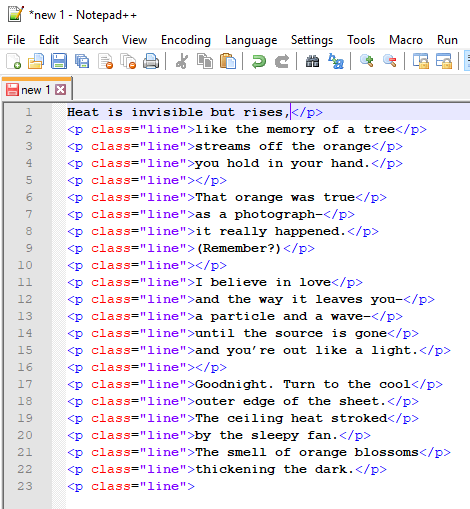 *new 1 - Notepad++
File Edit Search View Encoding Language Settings Tools Macro Run
new 1
1 Heat is invisible but rises,</p>
2 <p class="line">like the memory of a tree</p>
3 <p class="line">streams off the orange</p>
4 <p class="line">you hold in your hand.</p>
5 <p class="line"></p>
6 <p class="line">That orange was true</p>
7 <p class="line">as a photograph—</p>
8 <p class="line">it really happened.</p>
9 <p class="line">(Remember?)</p>
10 <p class="line"></p>
11 <p class="line">I believe in love</p>
12 <p class="line">and the way it leaves you—</p>
13 <p class="line">a particle and a wave—</p>
14 <p class="line">until the source is gone</p>
15 <p class="line">and you’re out like a light.</p>
16 <p class="line"></p>
17 <p class="line">Goodnight. Turn to the cool</p>
18 <p class="line">outer edge of the sheet.</p>
19 <p class="line">The ceiling heat stroked</p>
20 <p class="line">by the sleepy fan.</p>
21 <p class="line">The smell of orange blossoms</p>
22 <p class="line">thickening the dark.</p>
23 <p class="line">